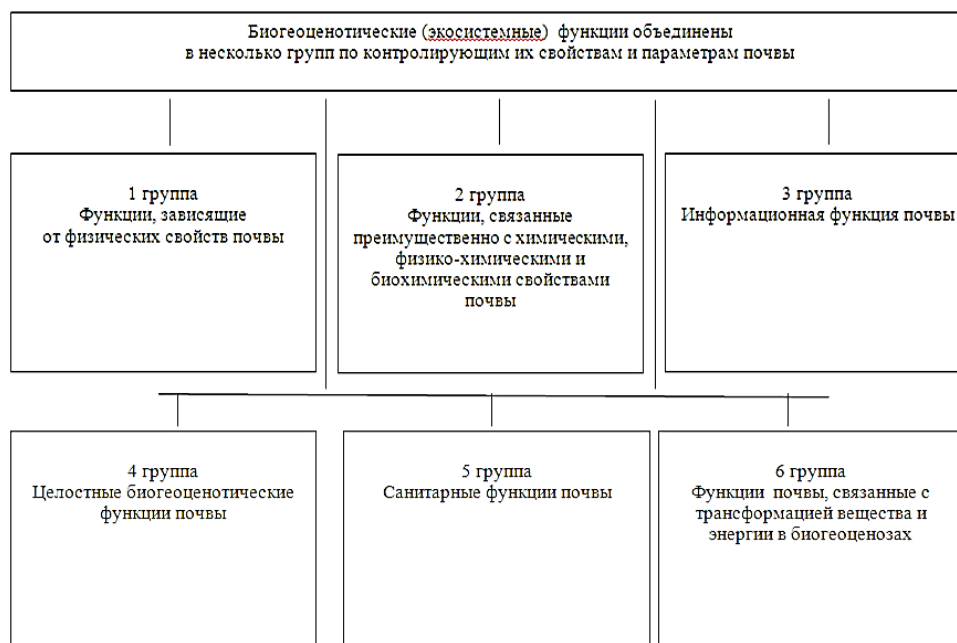 Биогеоценотические (экосистемные) функции объединены
в несколько групп по контролирующим их свойствам и параметрам почвы
1 группа
Функции, зависящие
от физических свойств почвы
2 группа
Функции, связанные
преимущественно с химическими,
физико-химическими и
биохимическими свойствами
почвы
3 группа
Информационная функция почвы
4 группа
Целостные биогеоценотические
функции почвы
5 группа
Санитарные функции почвы
6 группа
Функции почвы, связанные с
трансформацией вещества и
энергии в биогеоценозах